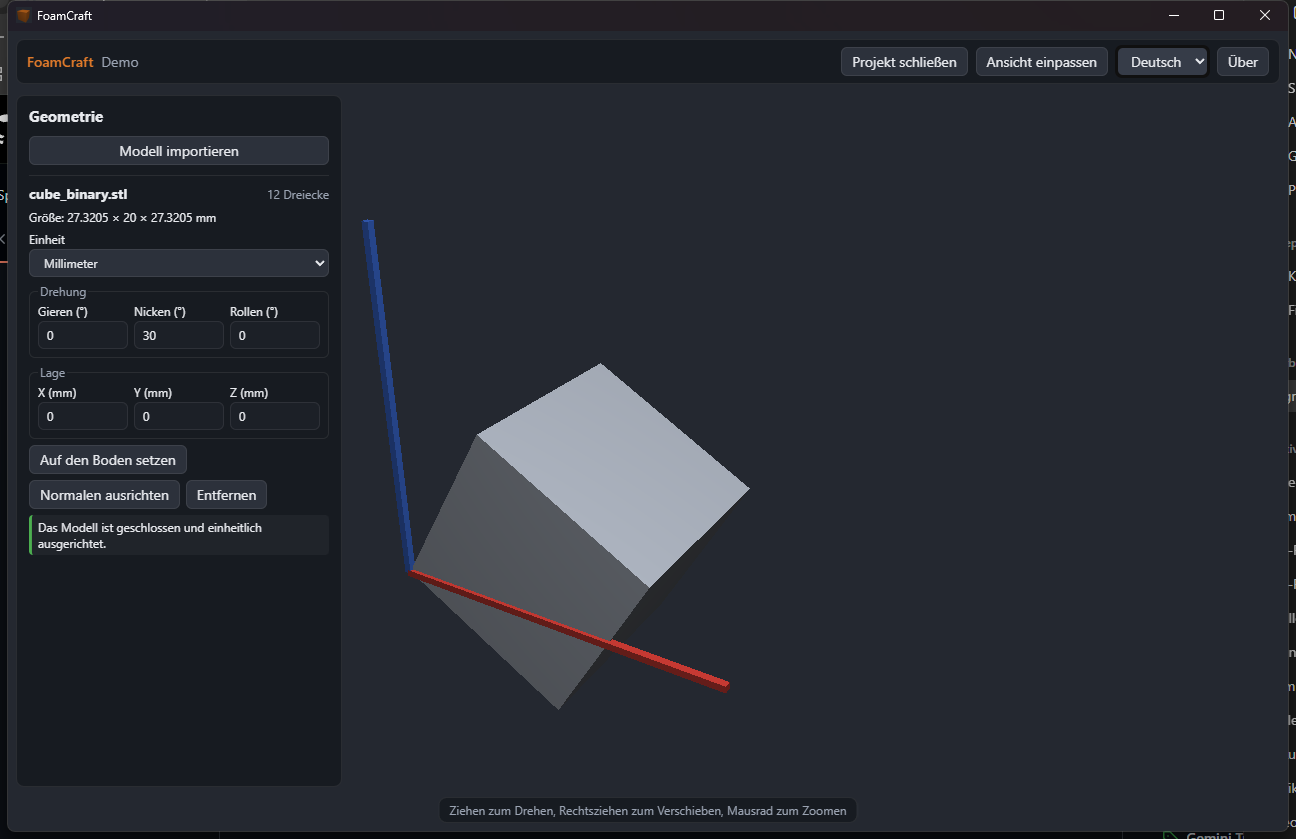 FoamCraft
FoamCraft Demo
Projekt schließen
Ansicht einpassen
Deutsch
Über
Geometrie
Modell importieren
cube_binary.stl
12 Dreiecke
Größe: 27.3205 × 20 × 27.3205 mm
Einheit
Millimeter
Drehung
Gieren (°) Nicken (°) Rollen (°)
0 30 0
Lage
X (mm) Y (mm) Z (mm)
0 0 0
Auf den Boden setzen
Normalen ausrichten
Entfernen
Das Modell ist geschlossen und einheitlich
ausgerichtet.
Ziehen zum Drehen, Rechtsziehen zum Verschieben, Mausrad zum Zoomen